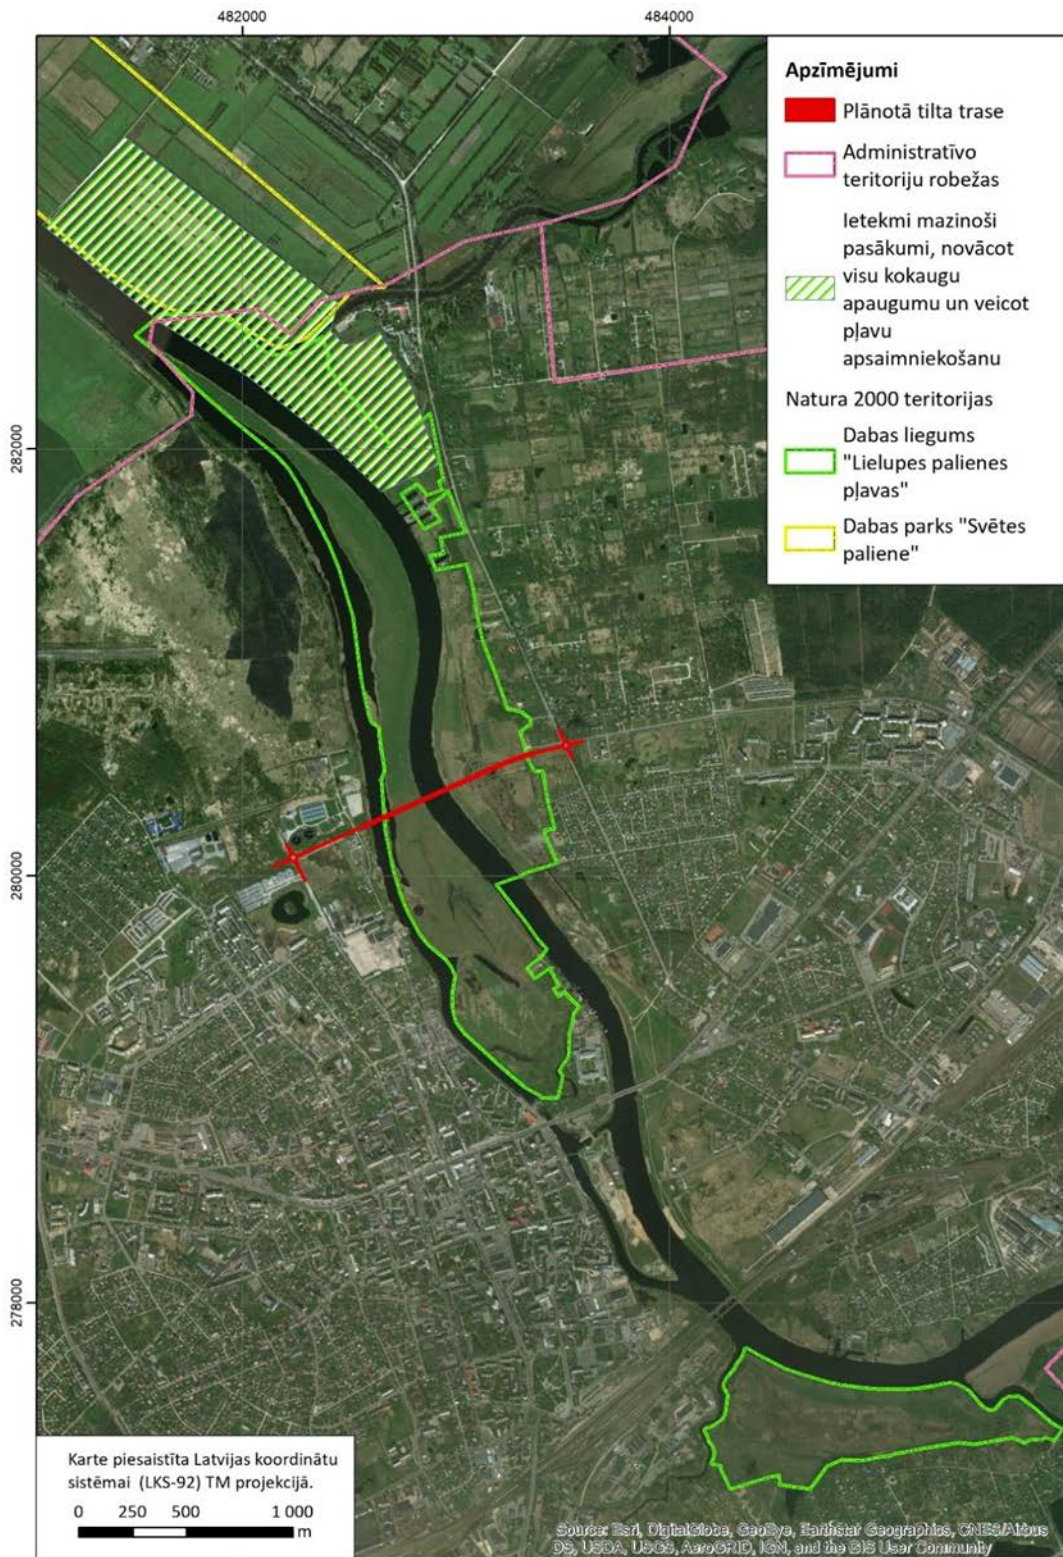 482000
484000
Apzīmējumi
Plānotā tilta trase
Administratīvo
teritoriju robežas
Ietekmi mazinoši
pasākumi, novācot
visu kokaugu
apaugumu un veicot
pļavu
apsaimniekošanu
Natura 2000 teritorijas
Dabas liegums
"Lielupes palienes
pļavas"
Dabas parks "Svētes
paliene"
282000
280000
278000
Karte piesaistīta Latvijas koordinātu
sistēmai (LKS-92) TM projekcijā.
0 250 500 1 000
m
Source: Esri, DigitalGlobe, GeoEye, Earthstar Geographics, CNES/Airbus
DS, USDA, USGS, AeroGRID, IGN, and the GIS User Community